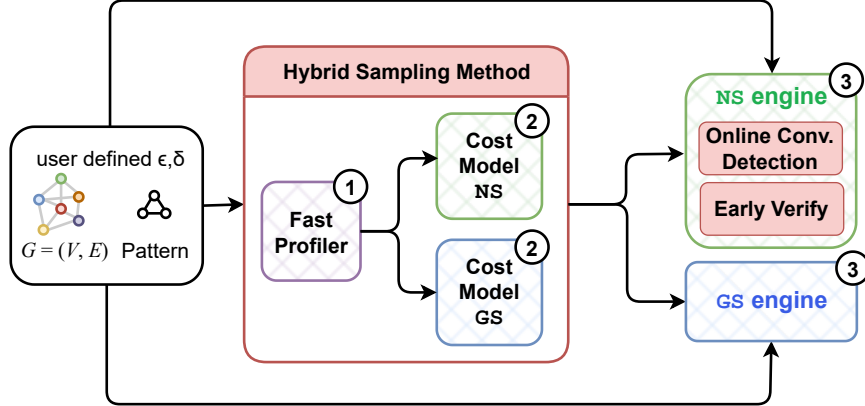 user defined ϵ,δ
G = (V, E)
Pattern
Hybrid Sampling Method
1
Fast
Profiler
2
Cost
Model
NS
2
Cost
Model
GS
3
NS engine
Online Conv.
Detection
Early Verify
3
GS engine